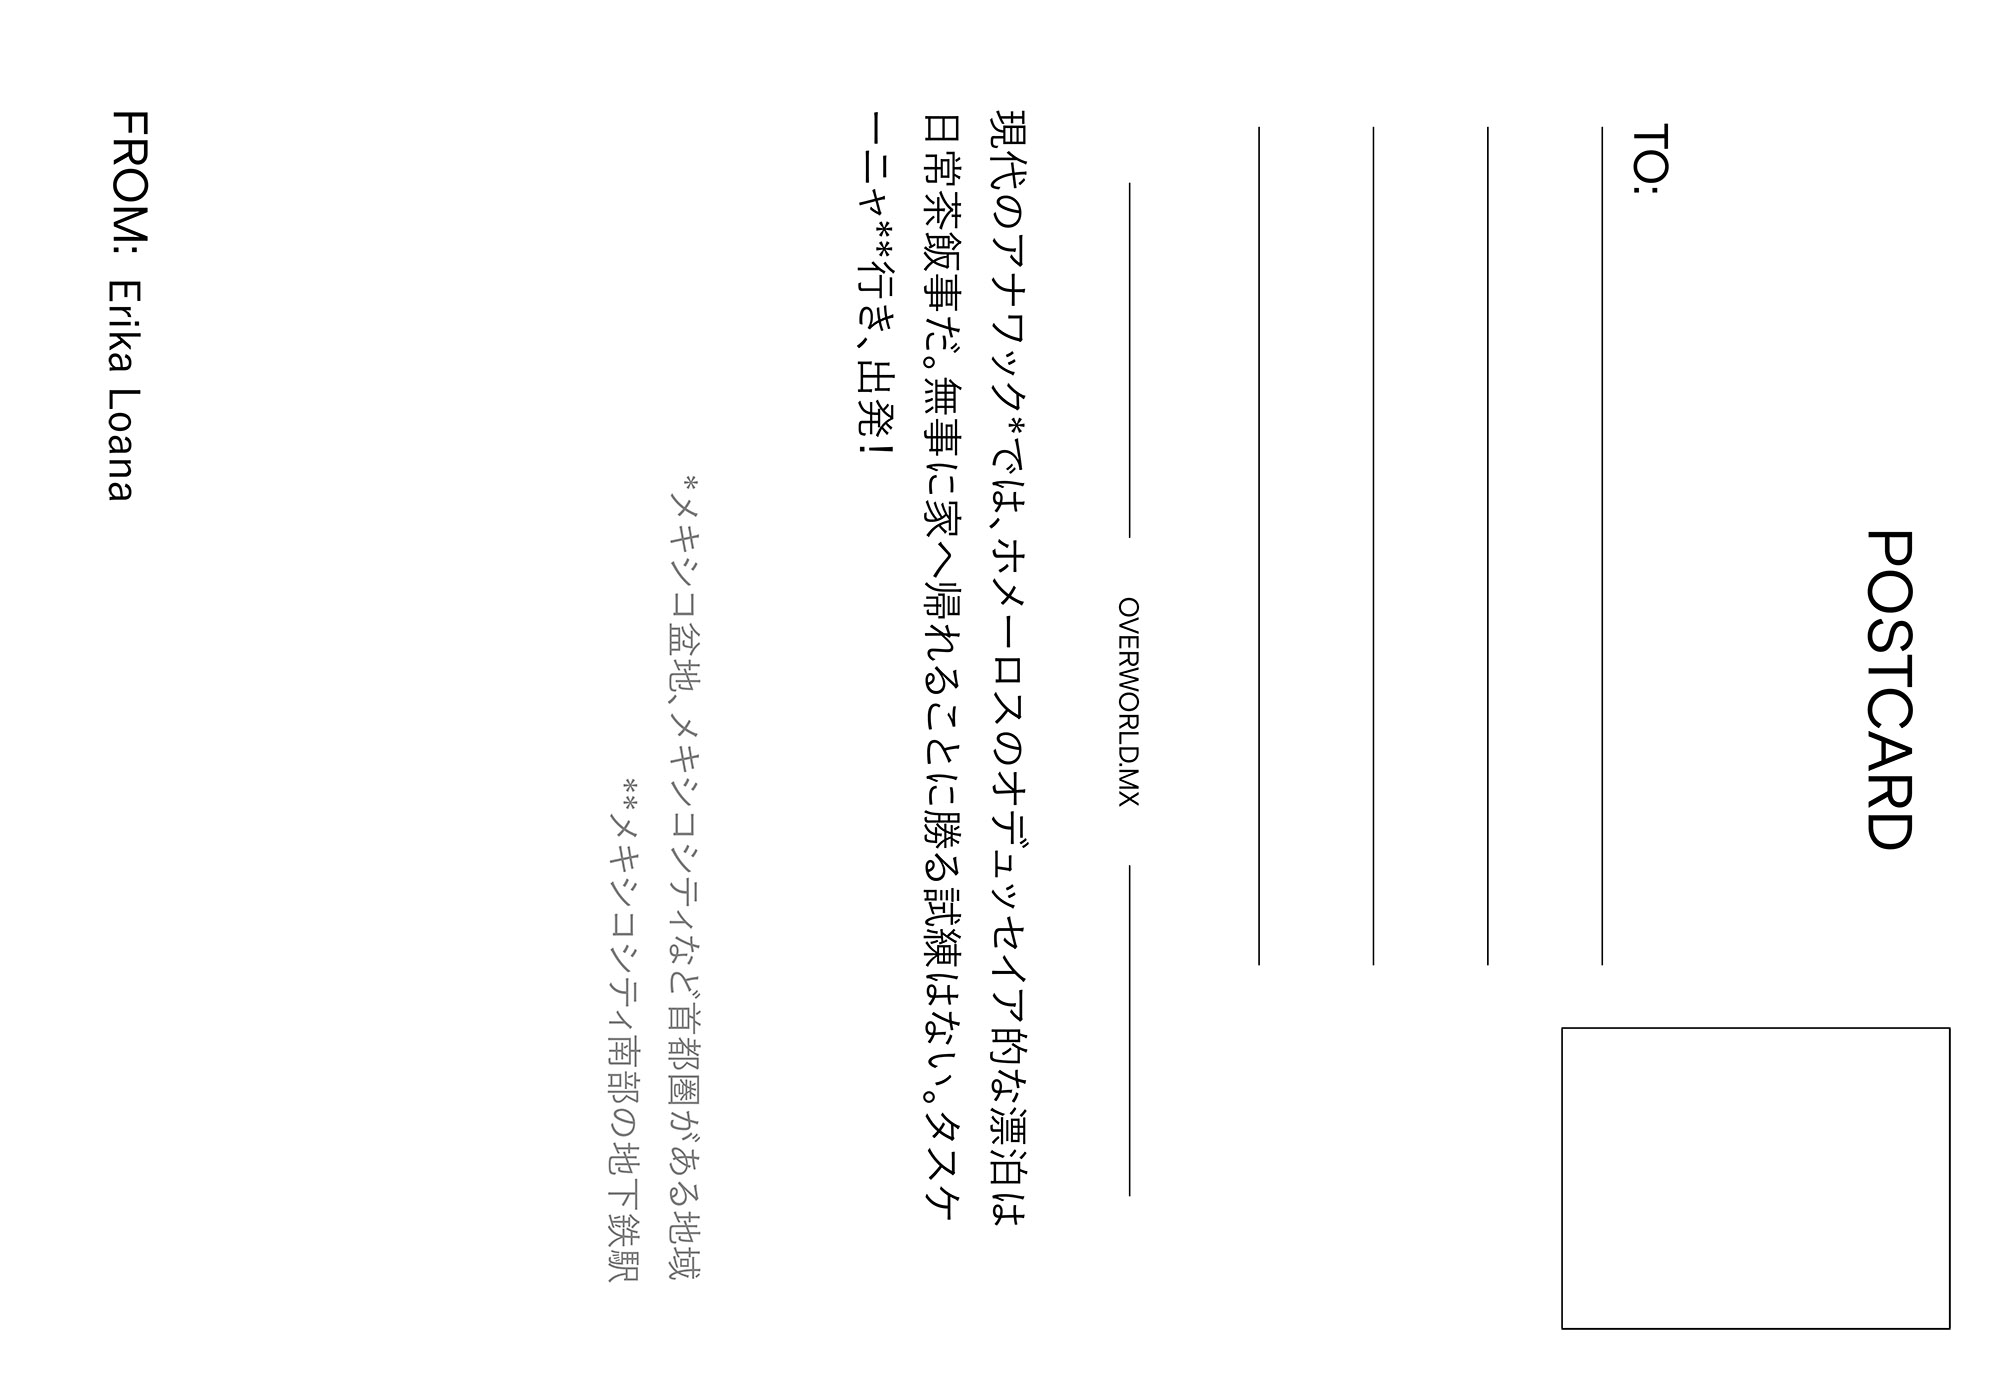 POSTCARD
TO:
OVERWORLD.MX
現代のアナワック*では、ホメーロスのオデュッセイア的な漂泊は
日常茶飯事だ。無事に家へ帰れることに勝る試練はない。タスケ
ーニャ**行き、出発!
*メキシコ盆地、メキシコシティなど首都圏がある地域
**メキシコシティ南部の地下鉄駅
FROM: Erika Loana